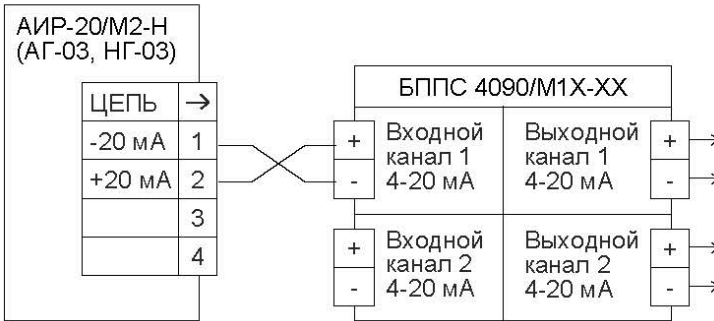 АИР-20/М2-Н
(АГ-03, НГ-03)
ЦЕПЬ →
-20 мА 1
+20 мА 2
3
4
БППС 4090/М1Х-ХХ
+ Входной Выходной +
канал 1 канал 1
- 4-20 мА 4-20 мА -
+ Входной Выходной +
канал 2 канал 2
- 4-20 мА 4-20 мА -